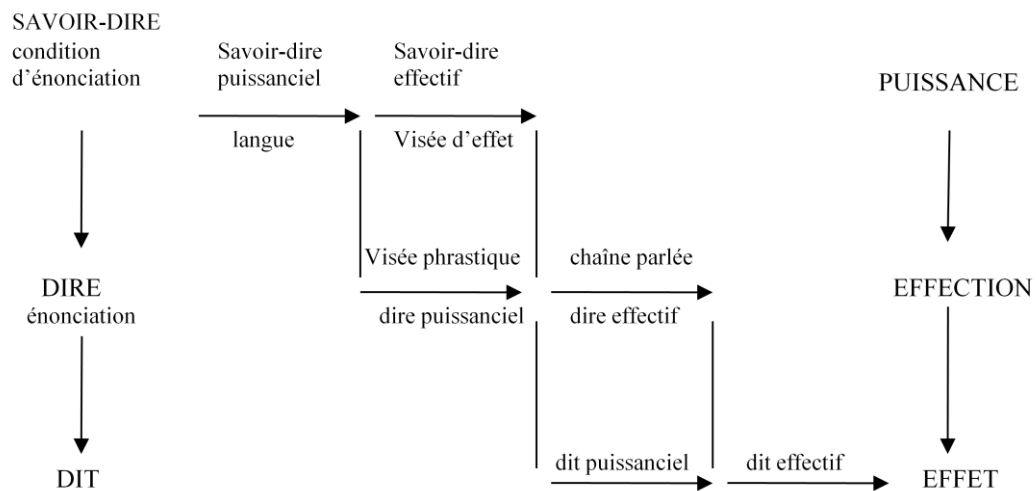 SAVOIR-DIRE
condition
d'énonciation
Savoir-dire
puissanciel
Savoir-dire
effectif
PUISSANCE
langue
Visée d'effet
Visée phrastique
chaîne parlée
DIRE
énonciation
dire puissanciel
dire effectif
EFFECTION
dit puissanciel
dit effectif
DIT
EFFET